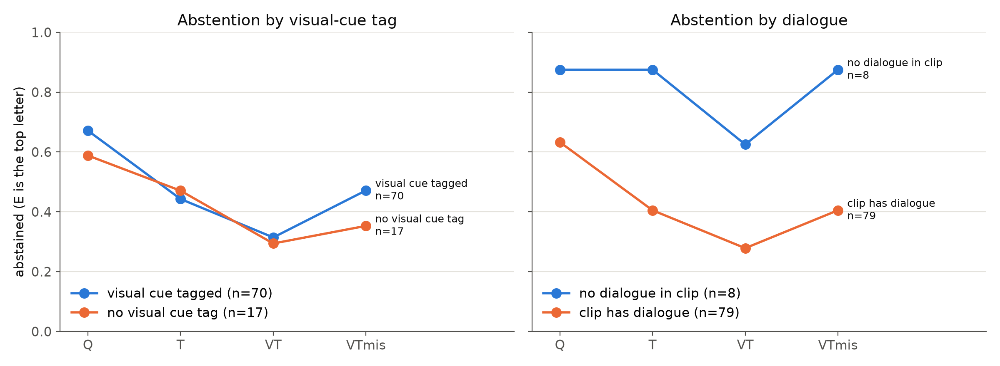 Abstention by visual-cue tag
abstained (E is the top letter)
1.0
0.8
0.6
0.4
0.2
0.0
visual cue tagged
n=70
no visual cue tag
n=17
visual cue tagged (n=70)
no visual cue tag (n=17)
Q T VT VTmis
Abstention by dialogue
no dialogue in clip
n=8
clip has dialogue
n=79
no dialogue in clip (n=8)
clip has dialogue (n=79)
Q T VT VTmis